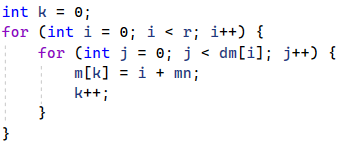 int k = 0;
for (int i = 0; i < r; i++) {
    for (int j = 0; j < dm[i]; j++) {
        m[k] = i + mn;
        k++;
    }
}